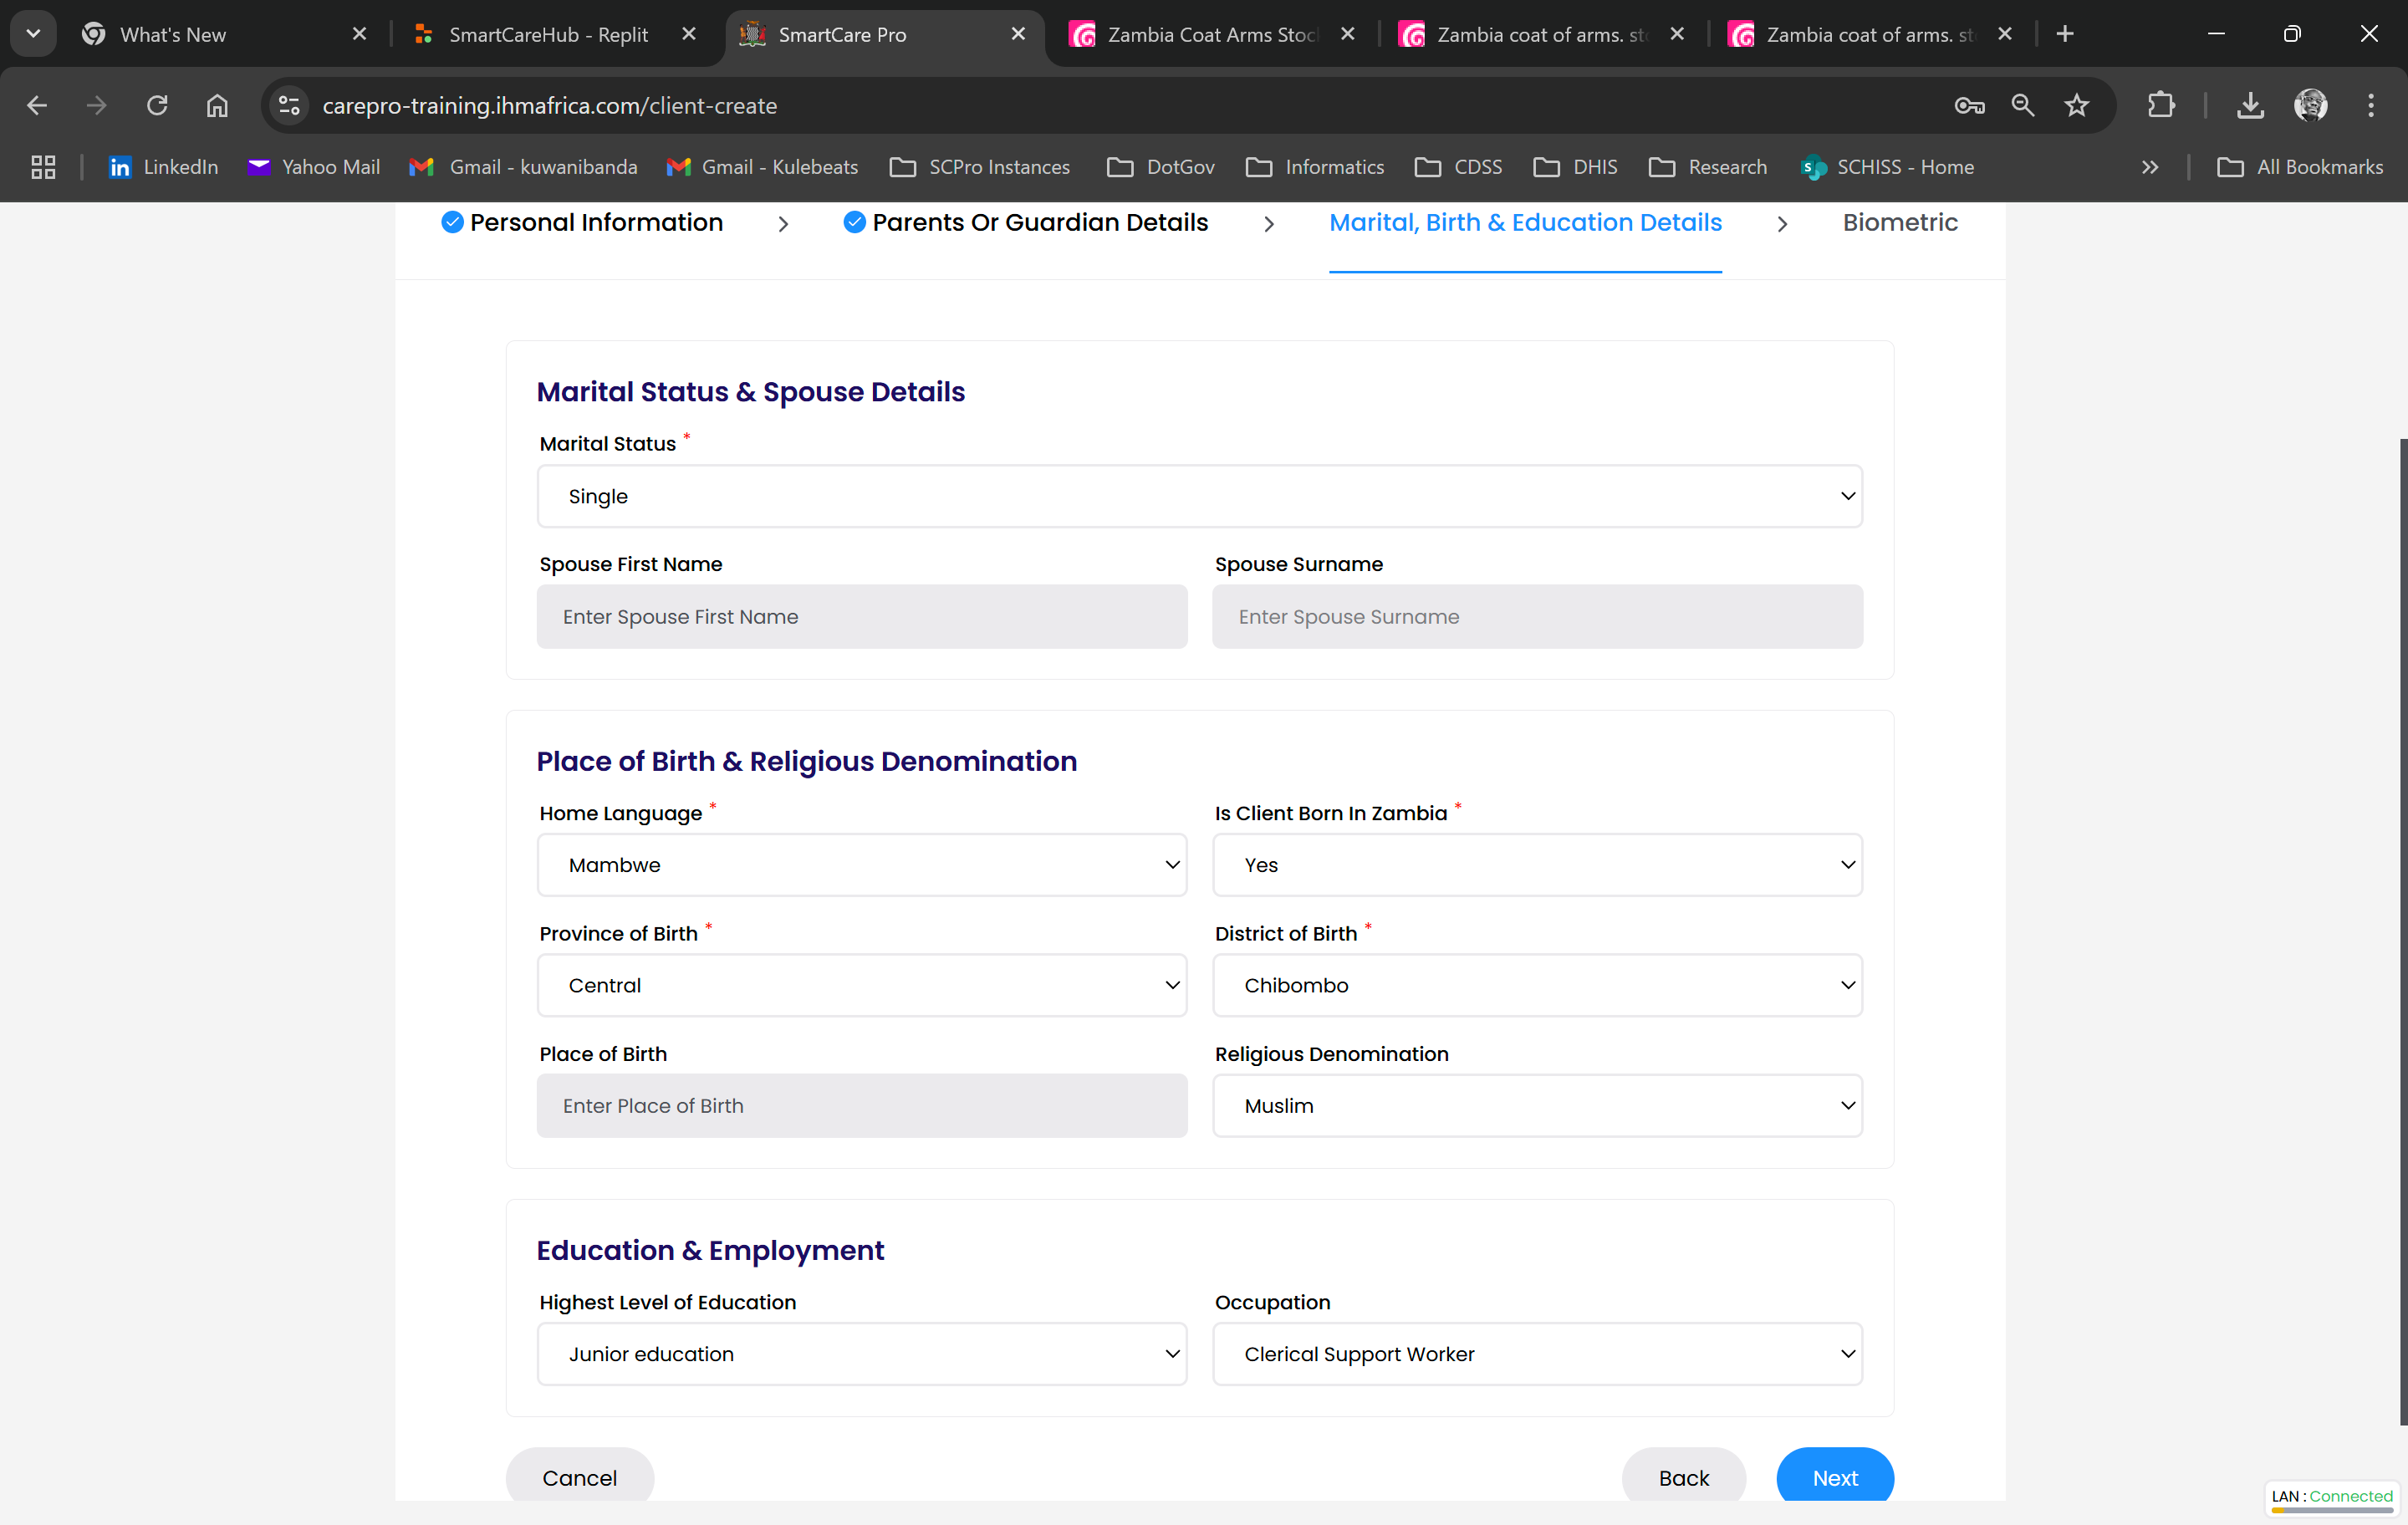 What's New
SmartCareHub - Replit
SmartCare Pro
Zambia Coat Arms Stoc
Zambia coat of arms. sto
Zambia coat of arms. st
carepro-training.ihmafrica.com/client-create
LinkedIn
Yahoo Mail
Gmail - kuwanibanda
Gmail - Kulebeats
SCPro Instances
DotGov
Informatics
CDSS
DHIS
Research
SCHISS - Home
All Bookmarks
Personal Information
Parents Or Guardian Details
Marital, Birth & Education Details
Biometric
Marital Status & Spouse Details
Marital Status *
Single
Spouse First Name
Spouse Surname
Enter Spouse First Name
Enter Spouse Surname
Place of Birth & Religious Denomination
Home Language *
Is Client Born In Zambia *
Mambwe
Yes
Province of Birth *
District of Birth *
Central
Chibombo
Place of Birth
Religious Denomination
Enter Place of Birth
Muslim
Education & Employment
Highest Level of Education
Occupation
Junior education
Clerical Support Worker
Cancel
Back
Next
LAN : Connected